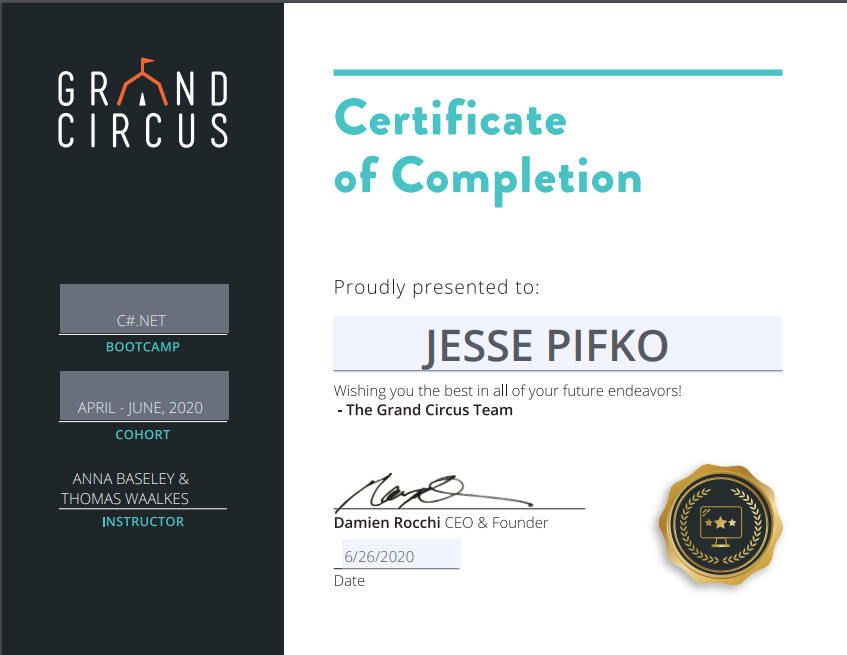 GRAND
CIRCUS
C#.NET
BOOTCAMP
APRIL - JUNE, 2020
COHORT
ANNA BASELEY &
THOMAS WAALKES
INSTRUCTOR
Certificate
of Completion
Proudly presented to:
JESSE PIFKO
Wishing you the best in all of your future endeavors!
- The Grand Circus Team
Damien Rocchi CEO & Founder
6/26/2020
Date